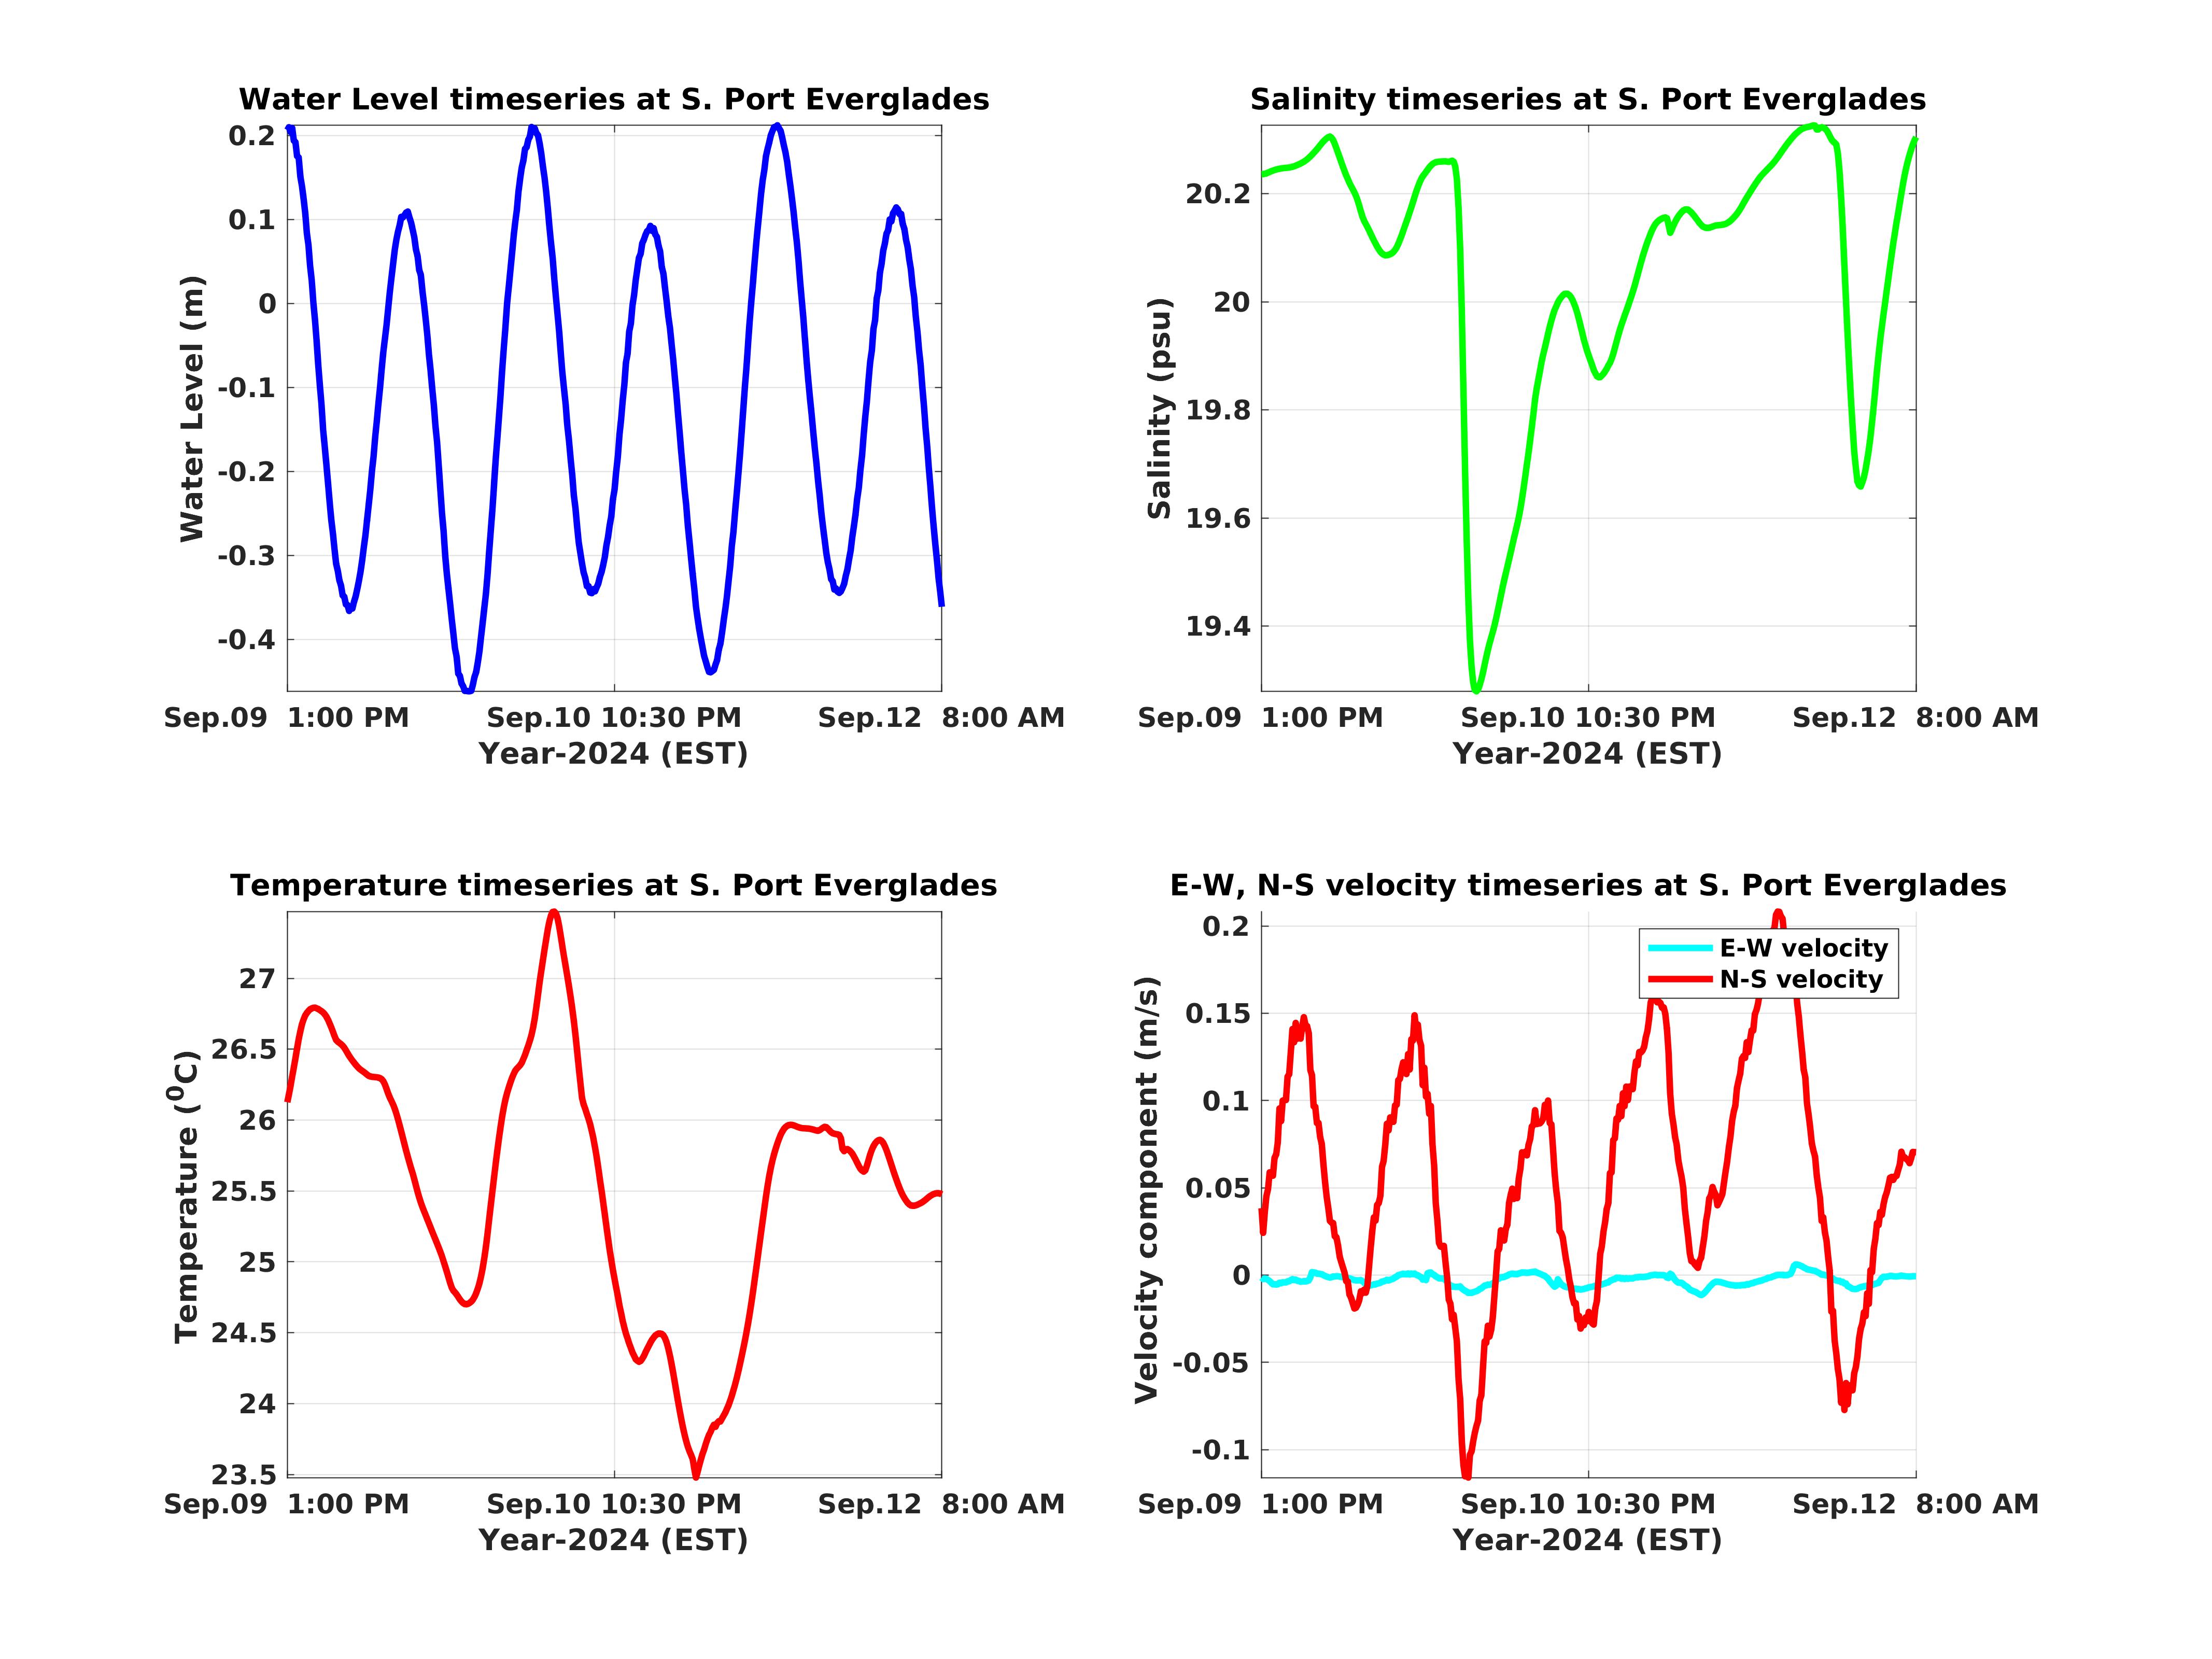 Water Level timeseries at S. Port Everglades
0.2
0.1
0
-0.1
-0.2
-0.3
-0.4
Water Level (m)
Sep.09 1:00 PM Sep.10 10:30 PM Sep.12 8:00 AM
Year-2024 (EST)
Salinity timeseries at S. Port Everglades
20.2
20
19.8
19.6
19.4
Salinity (psu)
Sep.09 1:00 PM Sep.10 10:30 PM Sep.12 8:00 AM
Year-2024 (EST)
Temperature timeseries at S. Port Everglades
27
26.5
26
25.5
25
24.5
24
23.5
Temperature (⁰C)
Sep.09 1:00 PM Sep.10 10:30 PM Sep.12 8:00 AM
Year-2024 (EST)
E-W, N-S velocity timeseries at S. Port Everglades
0.2
0.15
0.1
0.05
0
-0.05
-0.1
Velocity component (m/s)
E-W velocity
N-S velocity
Sep.09 1:00 PM Sep.10 10:30 PM Sep.12 8:00 AM
Year-2024 (EST)